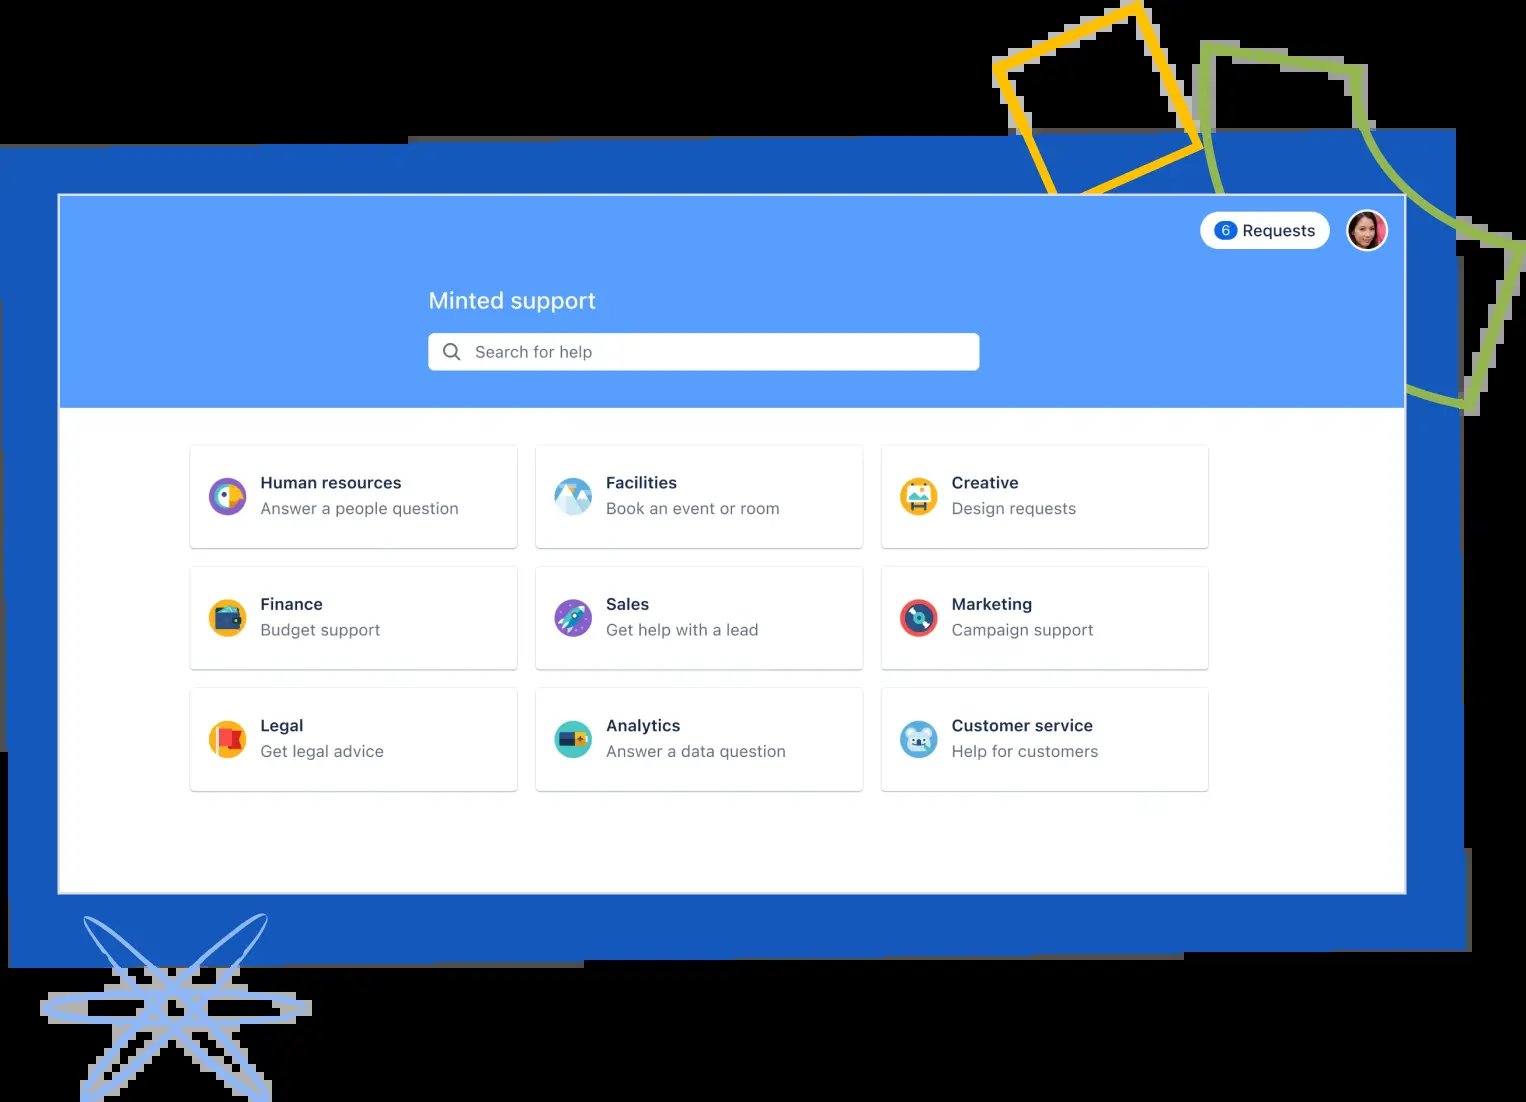 6 Requests
Minted support
Search for help
Human resources
Answer a people question
Facilities
Book an event or room
Creative
Design requests
Finance
Budget support
Sales
Get help with a lead
Marketing
Campaign support
Legal
Get legal advice
Analytics
Answer a data question
Customer service
Help for customers